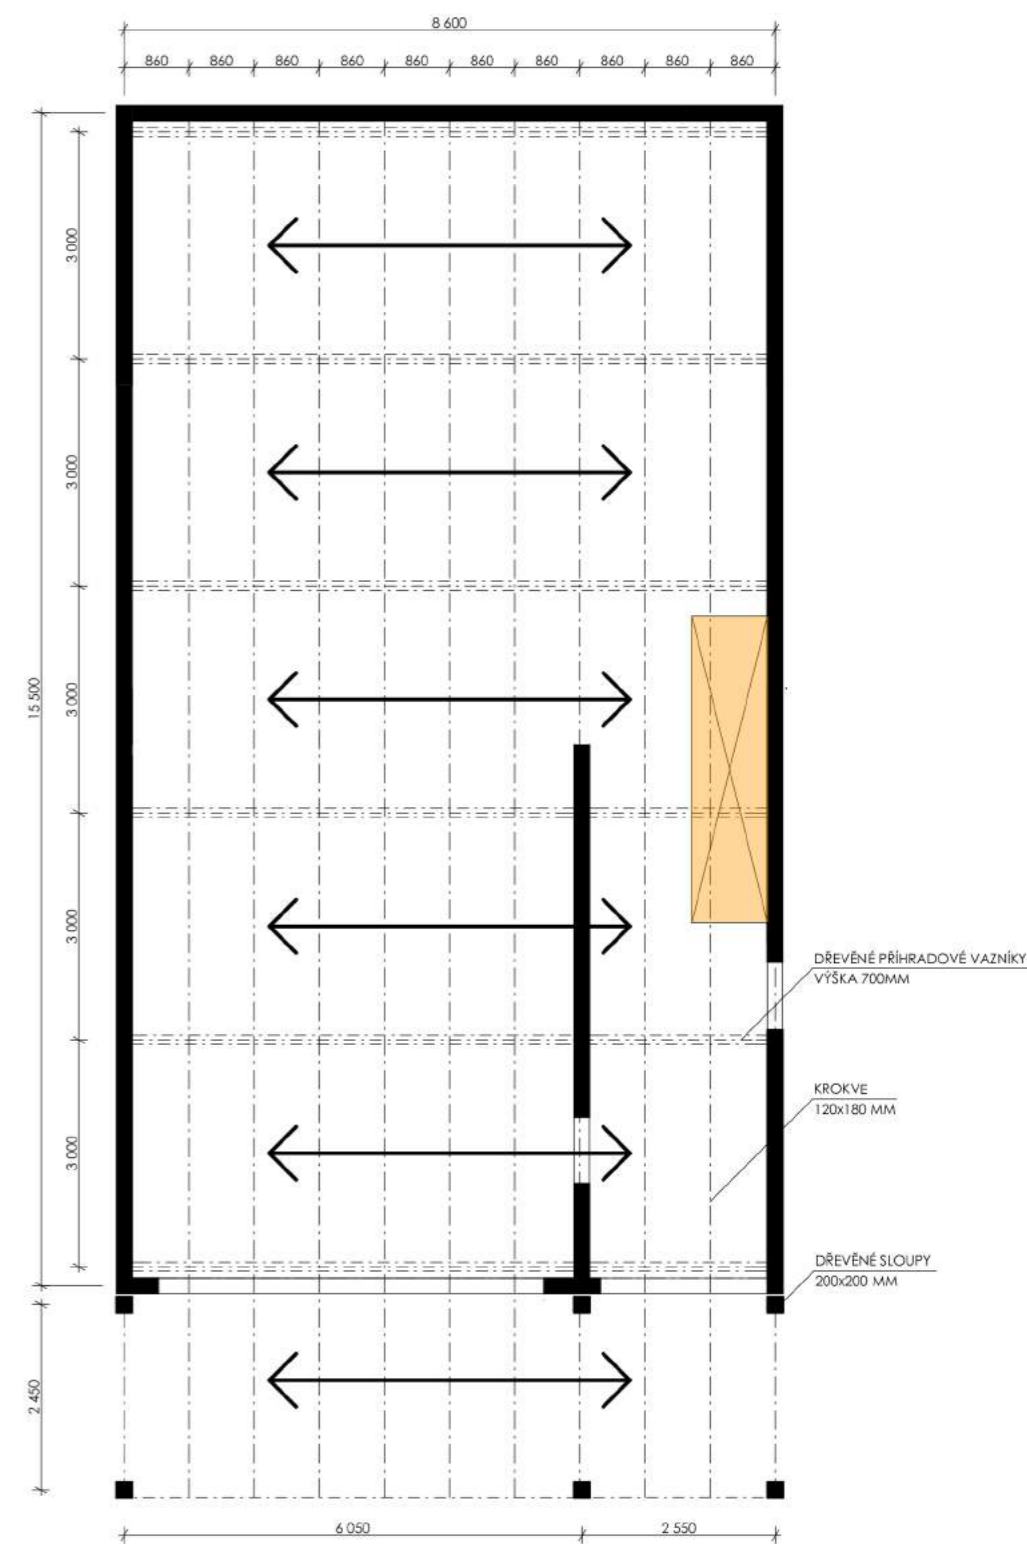 8 600
860 860 860 860 860 860 860 860 860 860
3 000
3 000
15 500
3 000
3 000
DŘEVĚNÉ PŘÍHRADOVÉ VAZNÍKY
VÝŠKA 700MM
KROKVE
120x180 MM
3 000
DŘEVĚNÉ SLOUPY
200x200 MM
2 450
6 050 2 550